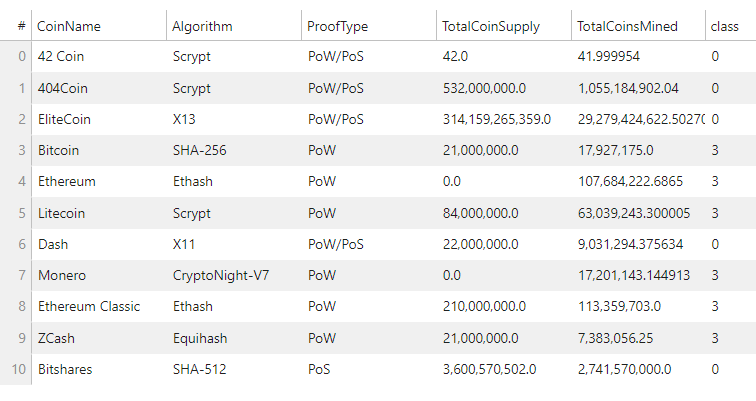 # CoinName Algorithm ProofType TotalCoinSupply TotalCoinsMined class
0 42 Coin Scrypt PoW/PoS 42.0 41.999954 0
1 404Coin Scrypt PoW/PoS 532,000,000.0 1,055,184,902.04 0
2 EliteCoin X13 PoW/PoS 314,159,265,359.0 29,279,424,622.5027 0
3 Bitcoin SHA-256 PoW 21,000,000.0 17,927,175.0 3
4 Ethereum Ethash PoW 0.0 107,684,222.6865 3
5 Litecoin Scrypt PoW 84,000,000.0 63,039,243.300005 3
6 Dash X11 PoW/PoS 22,000,000.0 9,031,294.375634 0
7 Monero CryptoNight-V7 PoW 0.0 17,201,143.144913 3
8 Ethereum Classic Ethash PoW 210,000,000.0 113,359,703.0 3
9 ZCash Equihash PoW 21,000,000.0 7,383,056.25 3
10 Bitshares SHA-512 PoS 3,600,570,502.0 2,741,570,000.0 0